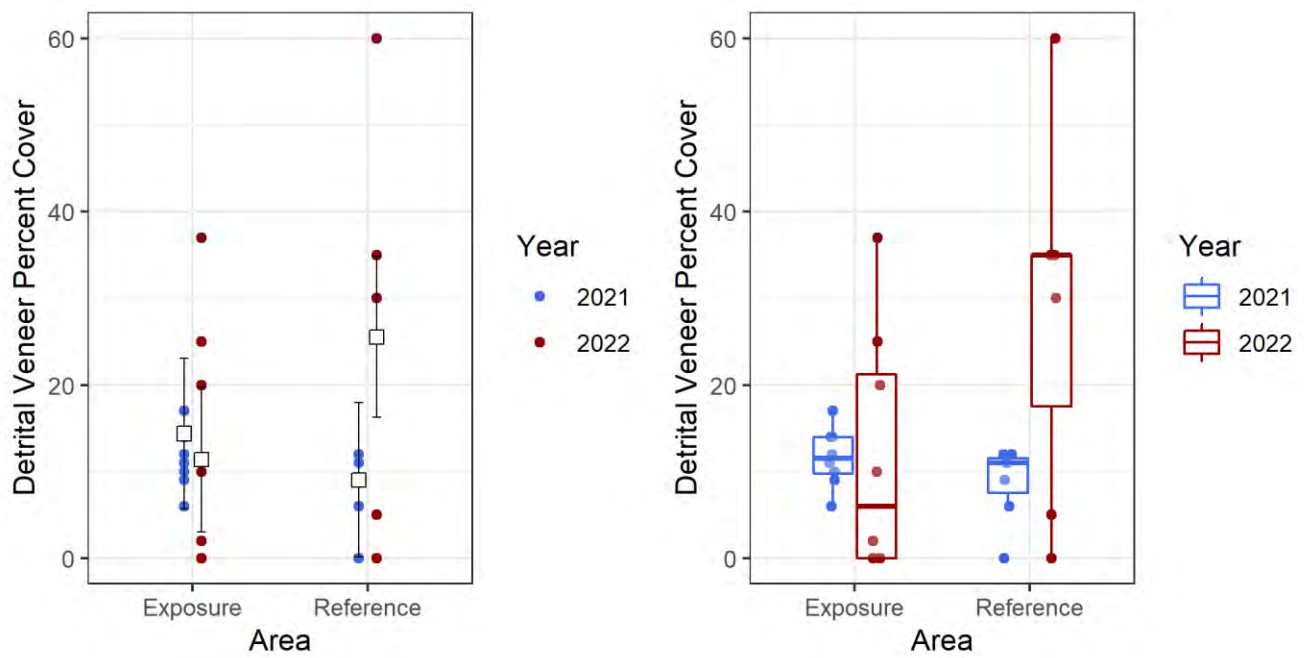 60
40
20
0
Detrital Veneer Percent Cover
Exposure
Reference
Area
Year
2021
2022
60
40
20
0
Detrital Veneer Percent Cover
Exposure
Reference
Area
Year
2021
2022